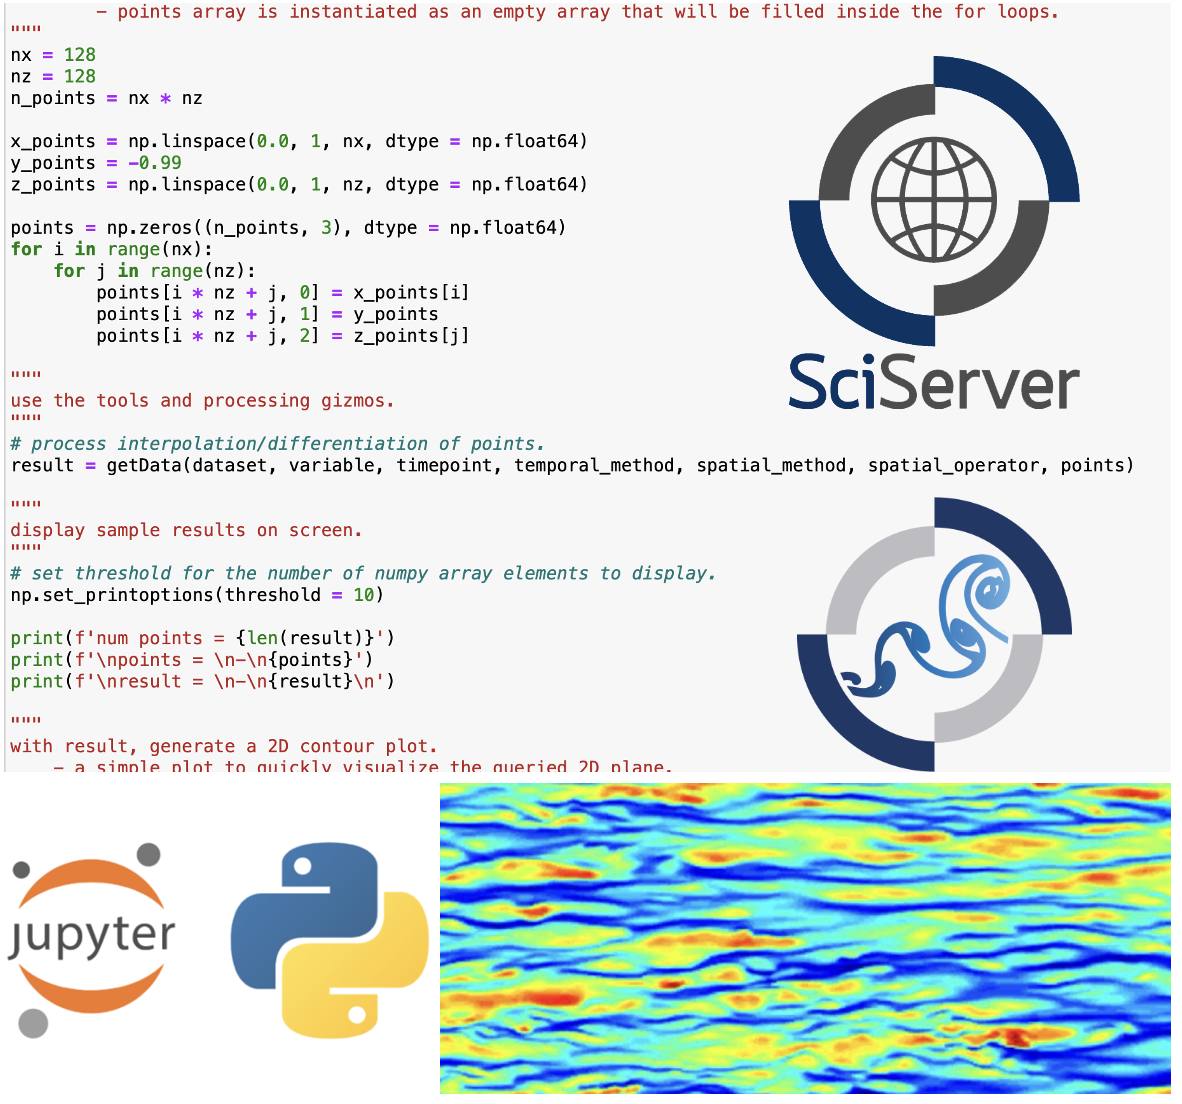 - points array is instantiated as an empty array that will be filled inside the for loops.
"""
nx = 128
nz = 128
n_points = nx * nz
x_points = np.linspace(0.0, 1, nx, dtype = np.float64)
y_points = -0.99
z_points = np.linspace(0.0, 1, nz, dtype = np.float64)
points = np.zeros((n_points, 3), dtype = np.float64)
for i in range(nx):
for j in range(nz):
points[i * nz + j, 0] = x_points[i]
points[i * nz + j, 1] = y_points
points[i * nz + j, 2] = z_points[j]
"""
use the tools and processing gizmos.
"""
# process interpolation/differentiation of points.
result = getData(dataset, variable, timepoint, temporal_method, spatial_method, spatial_operator, points)
"""
display sample results on screen.
"""
# set threshold for the number of numpy array elements to display.
np.set_printoptions(threshold = 10)
print(f'num points = {len(result)}')
print(f'\npoints = \n-\n{points}')
print(f'\nresult = \n-\n{result}\n')
"""
with result, generate a 2D contour plot.
- a simple plot to quickly visualize the queried 2D plane.
SciServer
jupyter